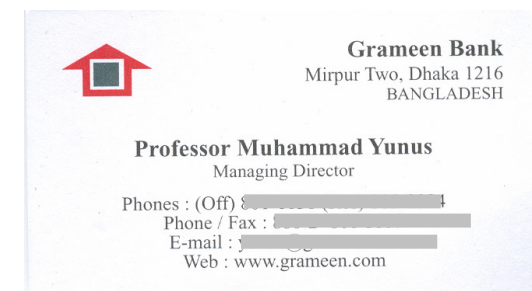 Grameen Bank
Mirpur Two, Dhaka 1216
BANGLADESH
Professor Muhammad Yunus
Managing Director
Phones : (Off)
Phone / Fax :
E-mail :
Web : www.grameen.com